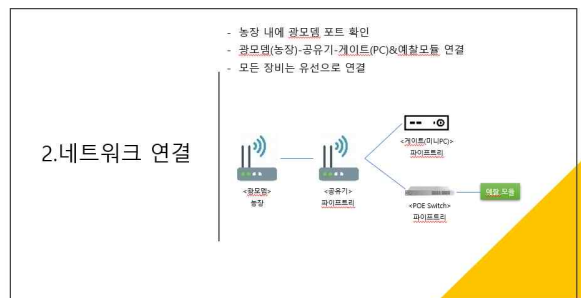 - 농장 내에 광모뎀 포트 확인
- 광모뎀(농장)-공유기-게이트(PC)&예찰모듈 연결
- 모든 장비는 유선으로 연결
2.네트워크 연결
<광모뎀>
농장
<공유기>
파이프트리
<게이트/미니PC)>
파이프트리
<POE Switch>
파이프트리
예찰 모듈